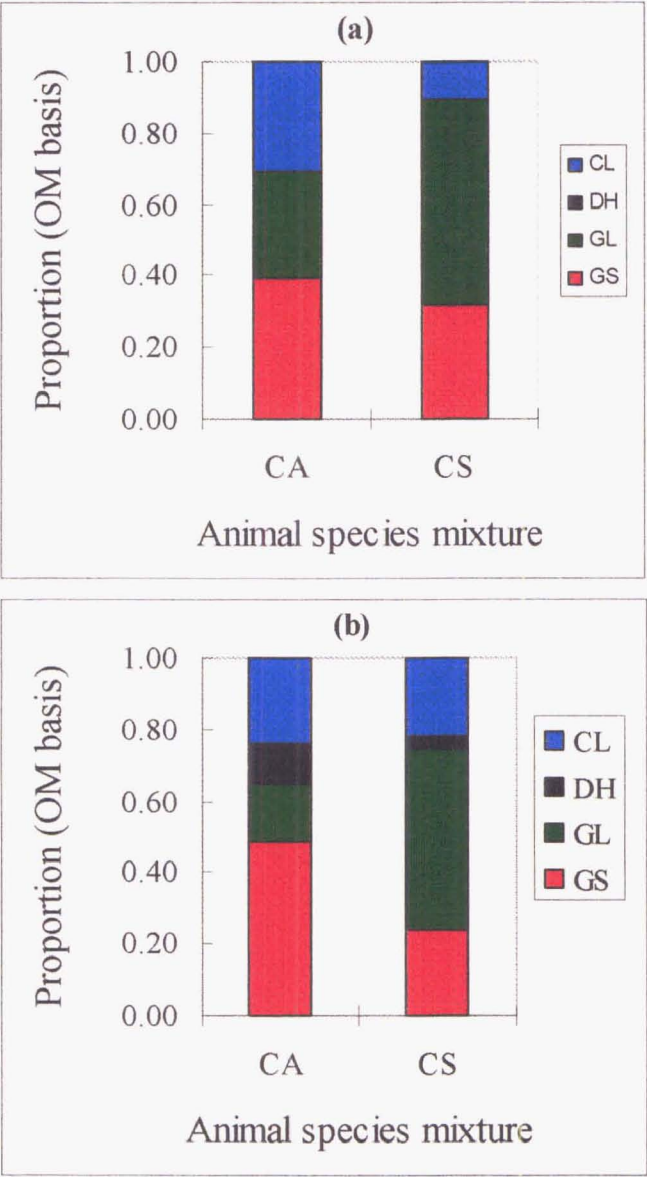 (a)
Proportion (OM basis)
1.00
0.80
0.60
0.40
0.20
0.00
CA
CS
Animal species mixture
CL
DH
GL
GS
(b)
Proportion (OM basis)
1.00
0.80
0.60
0.40
0.20
0.00
CA
CS
Animal species mixture
CL
DH
GL
GS